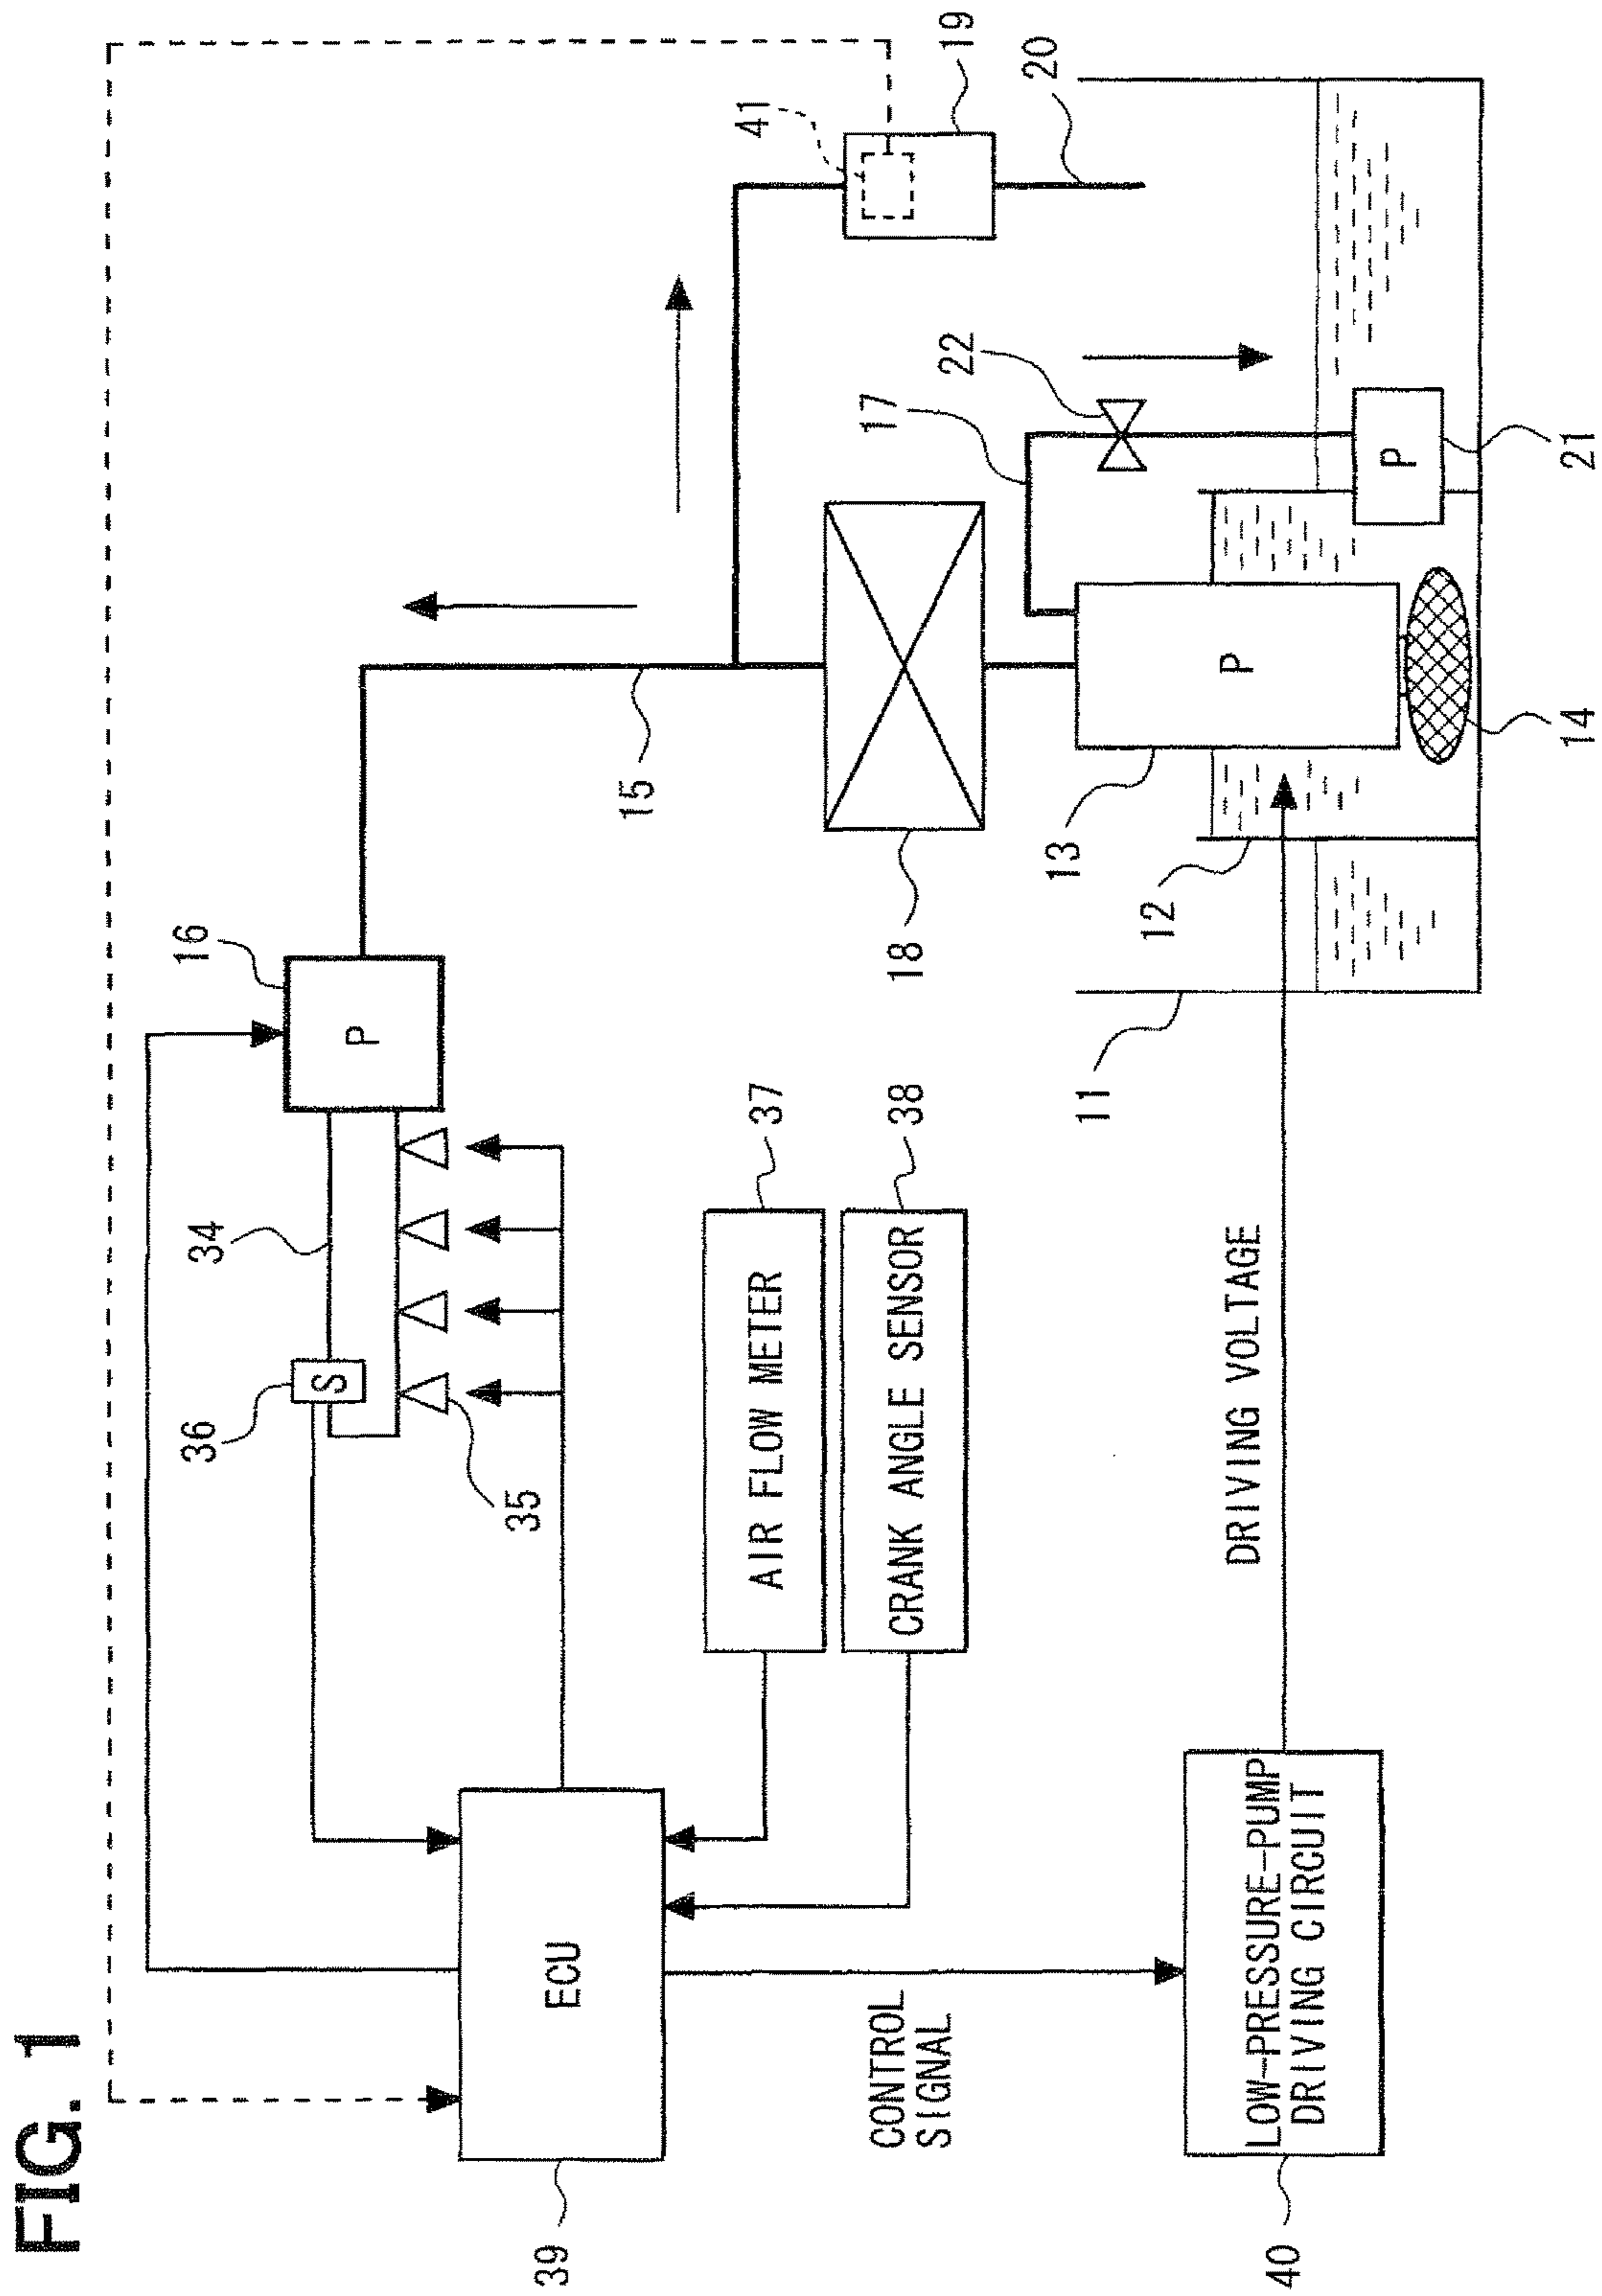 FIG. 1
41
19
20
16
34
36
35
15
18
17
22
P
S
P
P
P
13
12
11
14
21
37
AIR FLOW METER
38
CRANK ANGLE SENSOR
ECU
39
CONTROL
SIGNAL
DRIVING VOLTAGE
LOW-PRESSURE-PUMP
DRIVING CIRCUIT
40